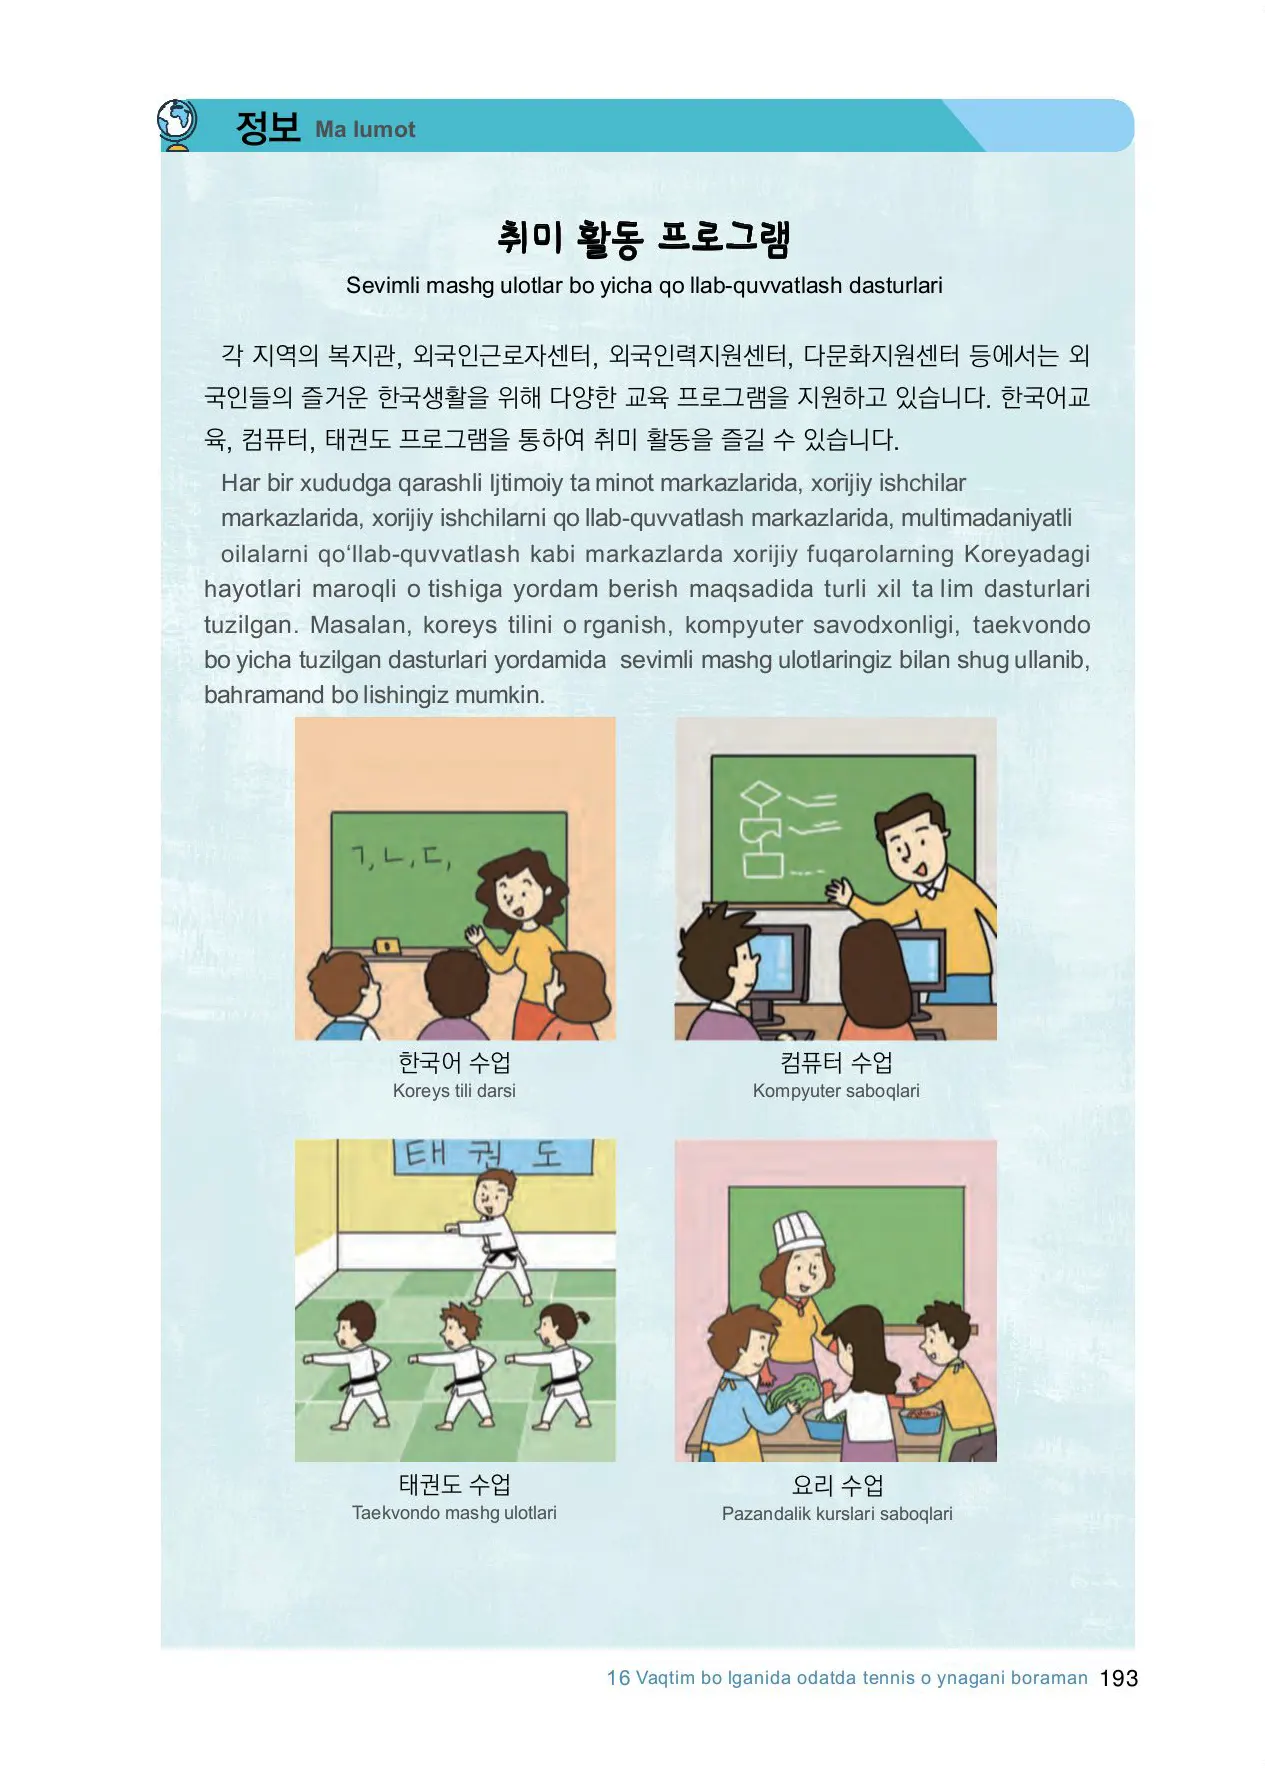 정보 Ma lumot
취미 활동 프로그램
Sevimli mashg ulotlar bo yicha qo llab-quvvatlash dasturlari
각 지역의 복지관, 외국인근로자센터, 외국인력지원센터, 다문화지원센터 등에서는 외
국인들의 즐거운 한국생활을 위해 다양한 교육 프로그램을 지원하고 있습니다. 한국어교
육, 컴퓨터, 태권도 프로그램을 통하여 취미 활동을 즐길 수 있습니다.
Har bir xududga qarashli Ijtimoiy ta minot markazlarida, xorijiy ishchilar
markazlarida, xorijiy ishchilarni qo llab-quvvatlash markazlarida, multimadaniyatli
oilalarni qo‘llab-quvvatlash kabi markazlarda xorijiy fuqarolarning Koreyadagi
hayotlari maroqli o tishiga yordam berish maqsadida turli xil ta lim dasturlari
tuzilgan. Masalan, koreys tilini o rganish, kompyuter savodxonligi, taekvondo
bo yicha tuzilgan dasturlari yordamida sevimli mashg ulotlaringiz bilan shug ullanib,
bahramand bo lishingiz mumkin.
ㄱ, ㄴ, ㄷ,
한국어 수업
Koreys tili darsi
컴퓨터 수업
Kompyuter saboqlari
태권도
태권도 수업
Taekvondo mashg ulotlari
요리 수업
Pazandalik kurslari saboqlari
16 Vaqtim bo lganida odatda tennis o ynagani boraman 193